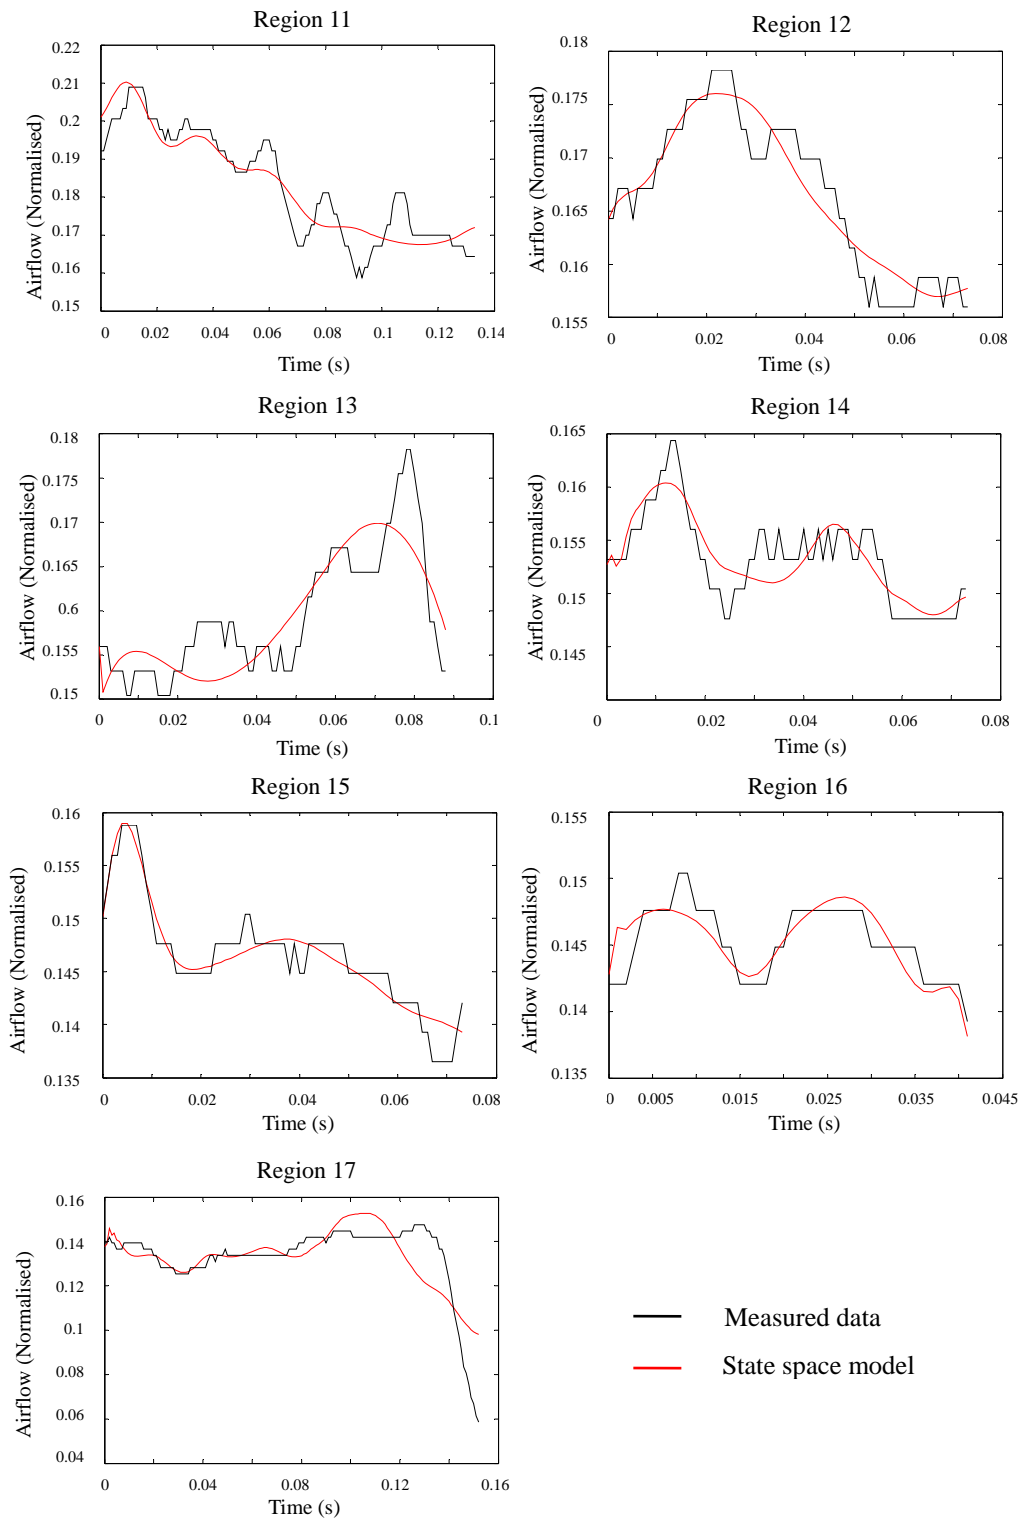 Region 11
0.22
0.21
0.2
0.19
0.18
0.17
0.16
0.15
Airflow (Normalised)
0 0.02 0.04 0.06 0.08 0.1 0.12 0.14
Time (s)
Region 12
0.18
0.175
0.17
0.165
0.16
0.155
Airflow (Normalised)
0 0.02 0.04 0.06 0.08
Time (s)
Region 13
0.18
0.175
0.17
0.165
0.6
0.155
0.15
Airflow (Normalised)
0 0.02 0.04 0.06 0.08 0.1
Time (s)
Region 14
0.165
0.16
0.155
0.15
0.145
Airflow (Normalised)
0 0.02 0.04 0.06 0.08
Time (s)
Region 15
0.16
0.155
0.15
0.145
0.14
0.135
Airflow (Normalised)
0 0.02 0.04 0.06 0.08
Time (s)
Region 16
0.155
0.15
0.145
0.14
0.135
Airflow (Normalised)
0 0.005 0.015 0.025 0.035 0.045
Time (s)
Region 17
0.16
0.14
0.12
0.1
0.08
0.06
0.04
Airflow (Normalised)
0 0.04 0.08 0.12 0.16
Time (s)
Measured data
State space model